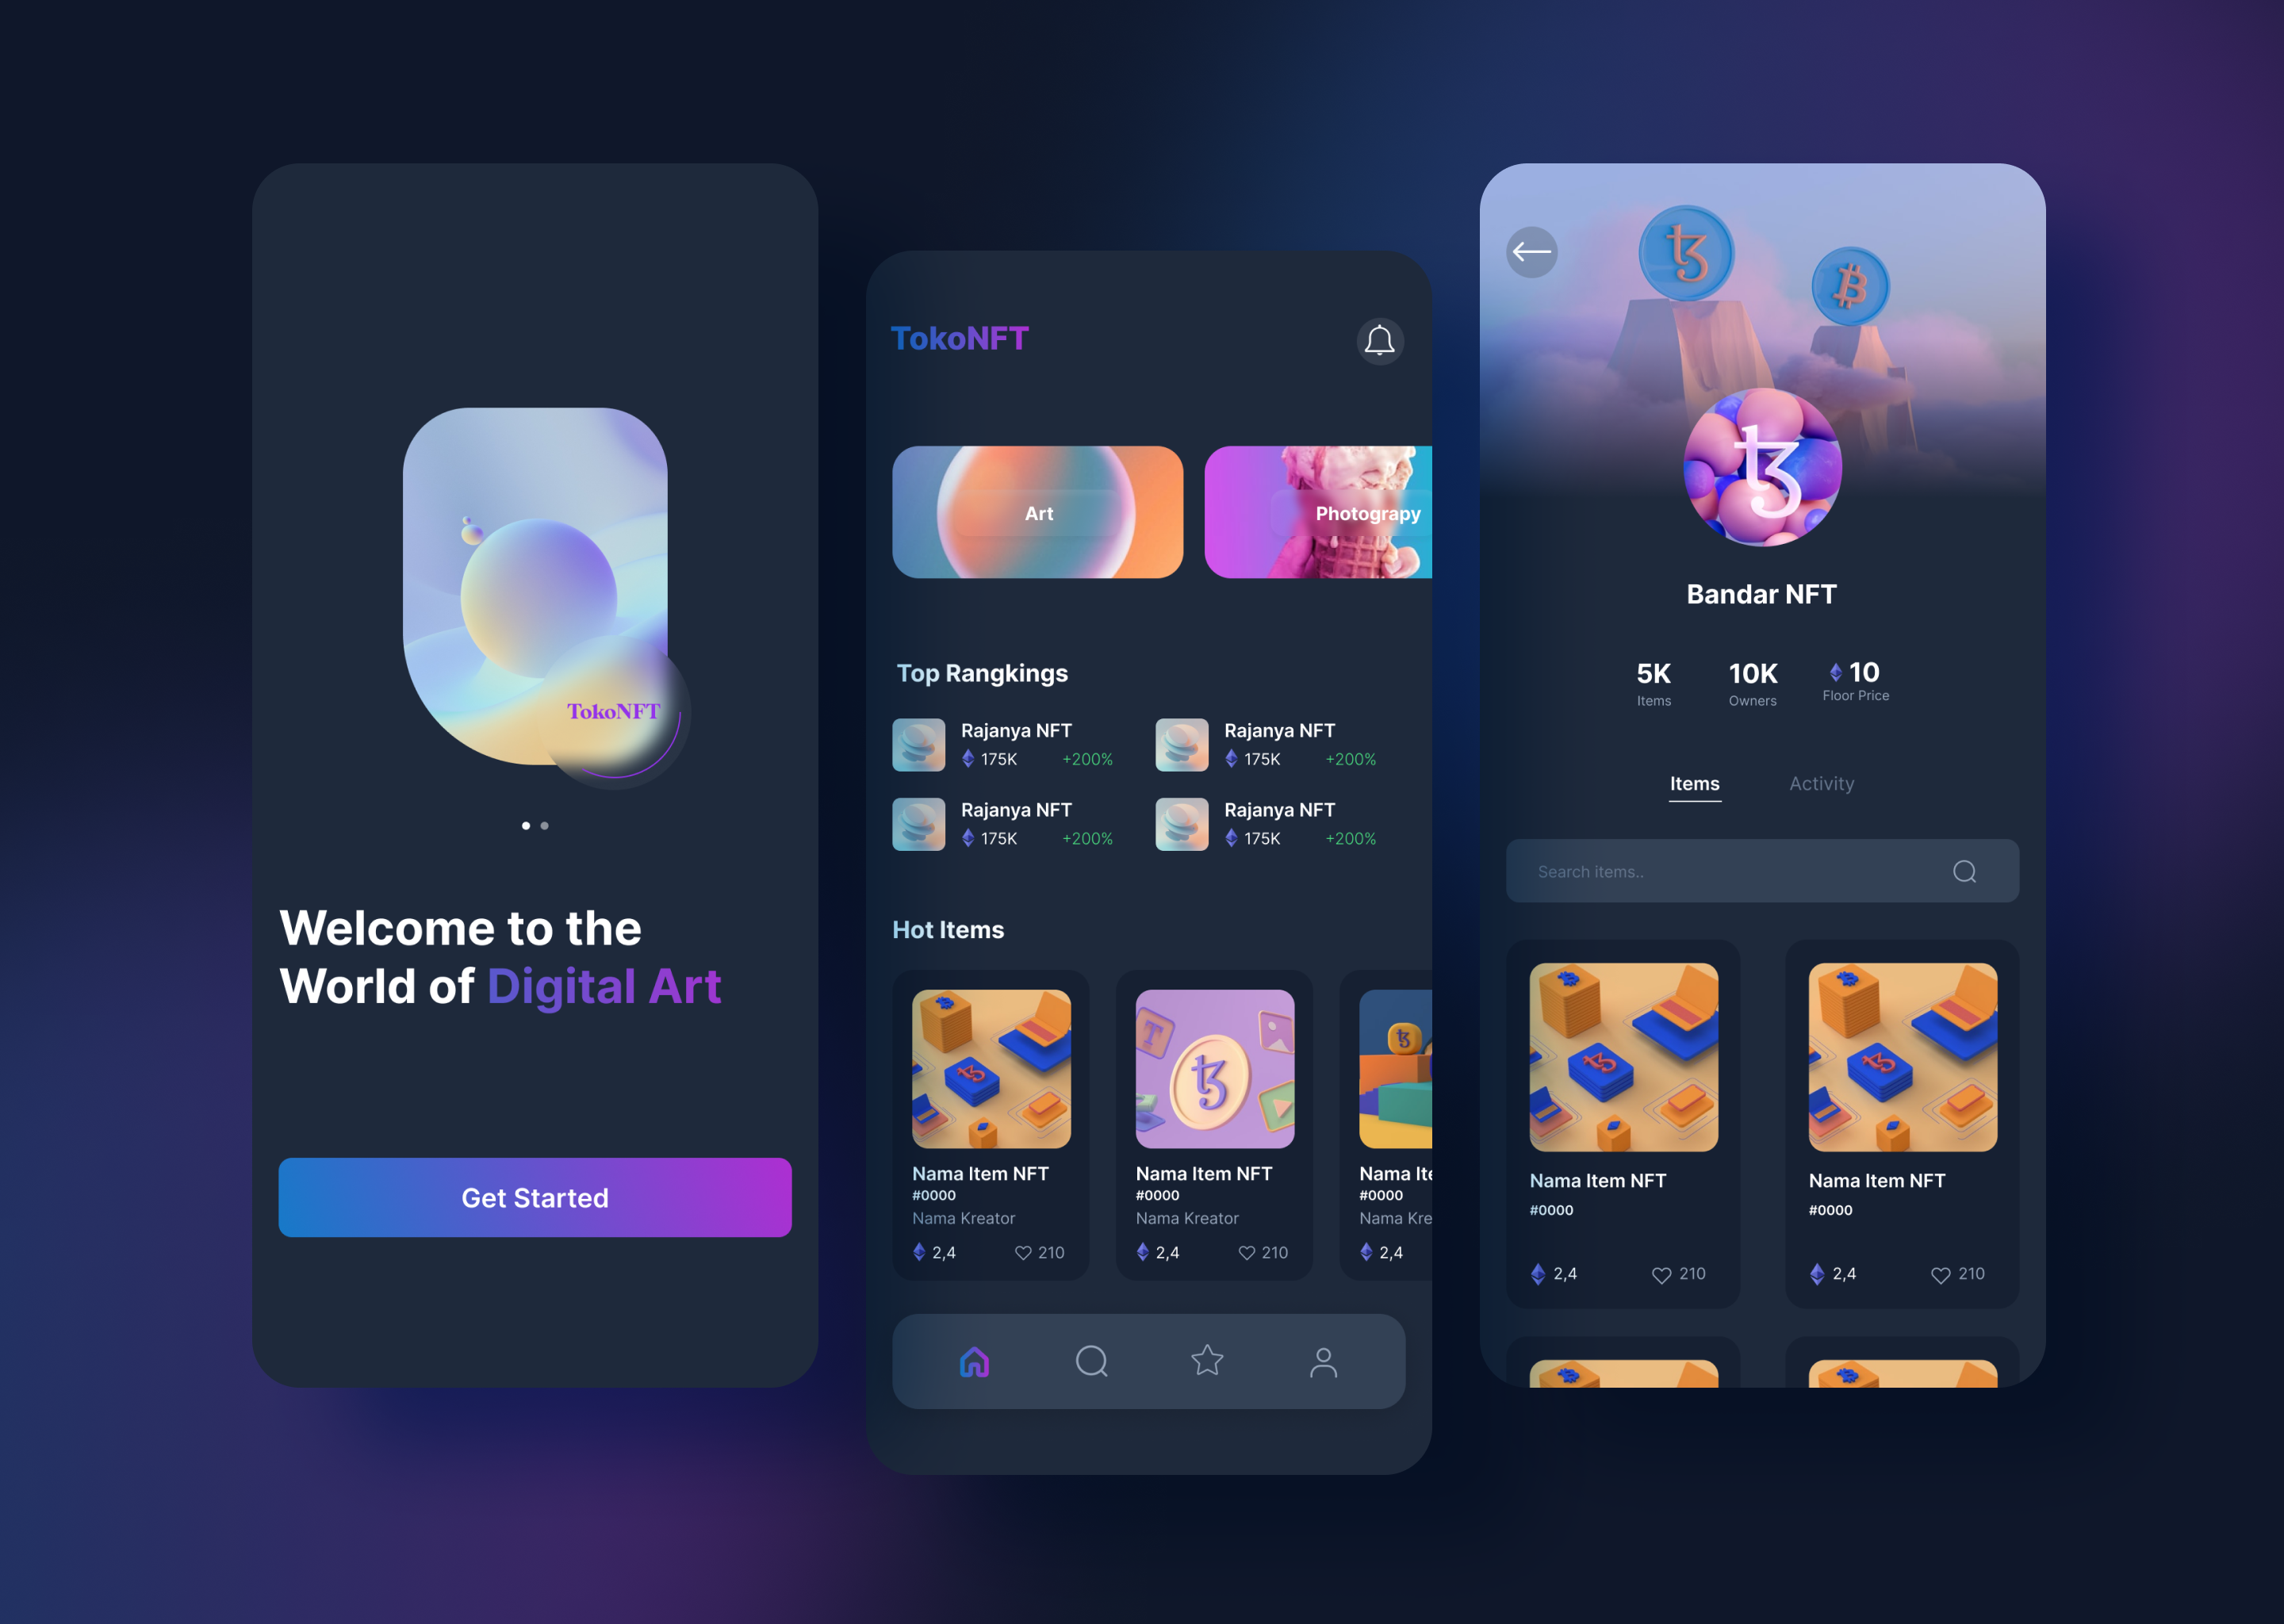 TokoNFT
Welcome to the
World of Digital Art
Get Started
TokoNFT
Art
Photograpy
Top Rangkings
Rajanya NFT
175K +200%
Rajanya NFT
175K +200%
Rajanya NFT
175K +200%
Rajanya NFT
175K +200%
Hot Items
Nama Item NFT
#0000
Nama Kreator
2,4 210
Nama Item NFT
#0000
Nama Kreator
2,4 210
Nama Ite
#0000
Nama Kre
2,4
Bandar NFT
5K
Items
10K
Owners
10
Floor Price
Items Activity
Search items..
Nama Item NFT
#0000
2,4 210
Nama Item NFT
#0000
2,4 210